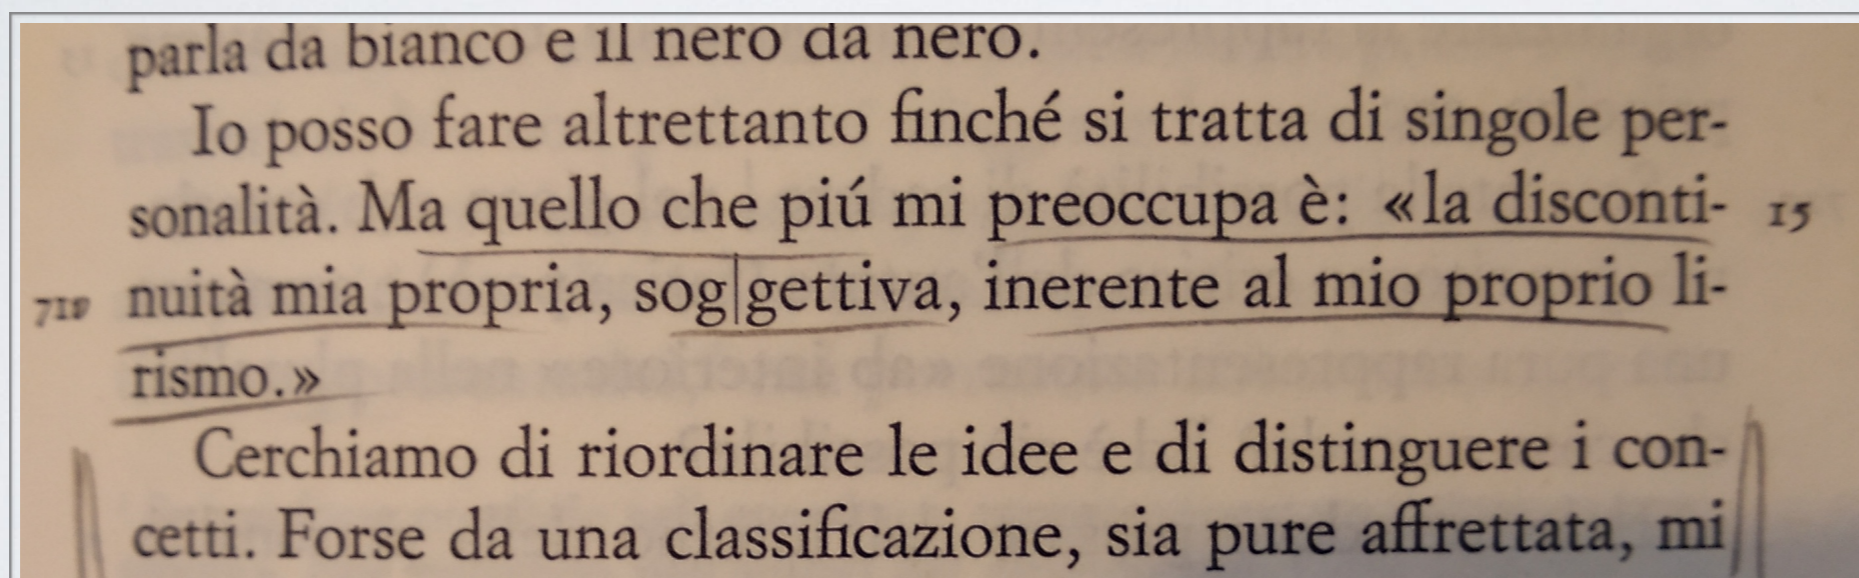 parla da bianco e il nero da nero.
Io posso fare altrettanto finché si tratta di singole per-
sonalità. Ma quello che piú mi preoccupa è: «la disconti- 15
nuità mia propria, sog|gettiva, inerente al mio proprio li-
rismo.»
Cerchiamo di riordinare le idee e di distinguere i con-
cetti. Forse da una classificazione, sia pure affrettata, mi